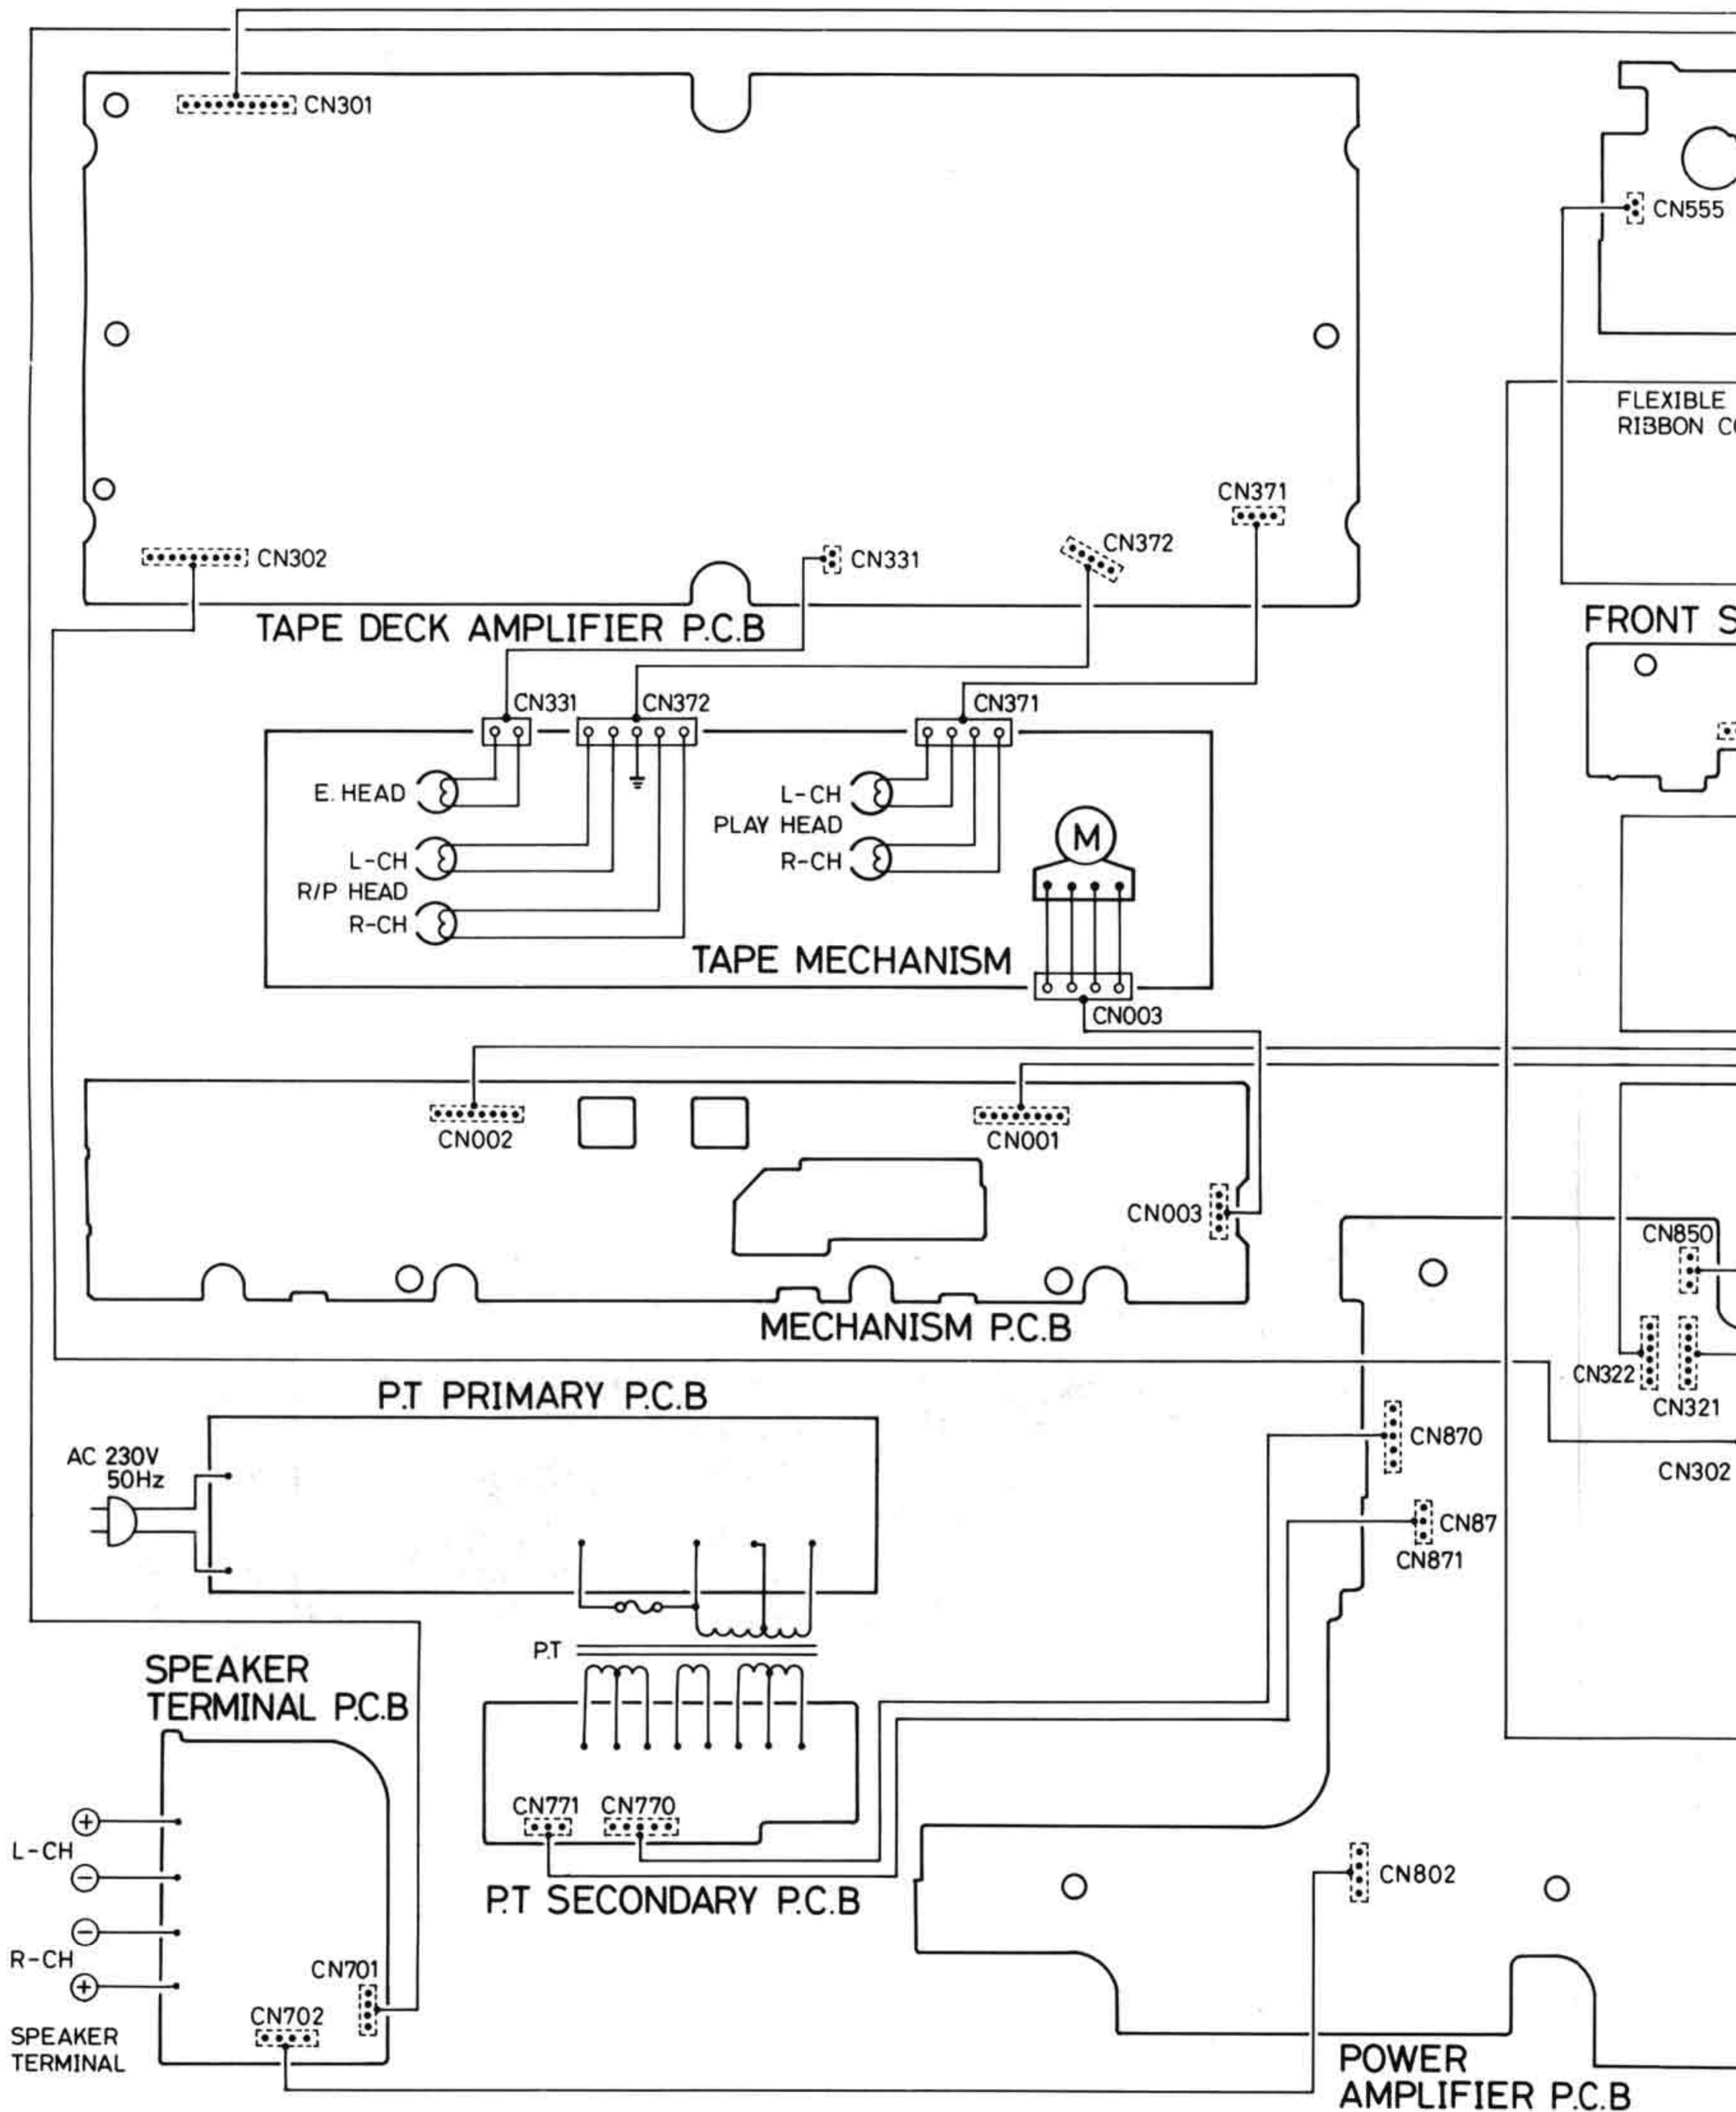 CN301
CN555
FLEXIBLE
RIBBON
CN371
CN302
CN331
CN372
TAPE DECK AMPLIFIER P.C.B
FRONT
CN331
CN372
CN371
E. HEAD
L-CH
PLAY HEAD
R-CH
L-CH
R/P HEAD
R-CH
M
TAPE MECHANISM
CN003
CN002
CN001
CN003
CN850
MECHANISM P.C.B
CN322
CN321
P.T PRIMARY P.C.B
AC 230V
50Hz
CN870
CN302
CN87
CN871
P.T
SPEAKER
TERMINAL P.C.B
CN771
CN770
+
L-CH
−
CN802
P.T SECONDARY P.C.B
−
R-CH
+
CN701
CN702
SPEAKER
TERMINAL
POWER
AMPLIFIER P.C.B